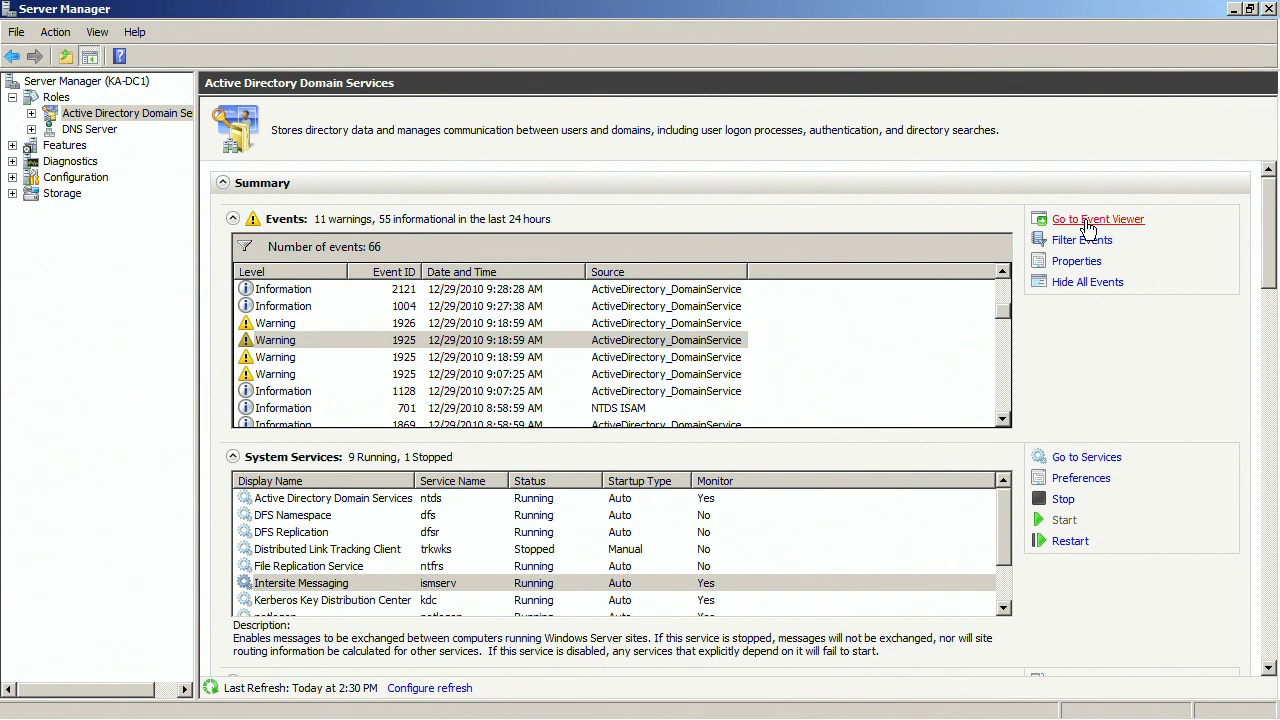 Server Manager
File Action View Help
Server Manager (KA-DC1)
Roles
Active Directory Domain Se
DNS Server
Features
Diagnostics
Configuration
Storage
Active Directory Domain Services
Stores directory data and manages communication between users and domains, including user logon processes, authentication, and directory searches.
Summary
Events: 11 warnings, 55 informational in the last 24 hours
Number of events: 66
Level Event ID Date and Time Source
Information 2121 12/29/2010 9:28:28 AM ActiveDirectory_DomainService
Information 1004 12/29/2010 9:27:38 AM ActiveDirectory_DomainService
Warning 1926 12/29/2010 9:18:59 AM ActiveDirectory_DomainService
Warning 1925 12/29/2010 9:18:59 AM ActiveDirectory_DomainService
Warning 1925 12/29/2010 9:18:59 AM ActiveDirectory_DomainService
Warning 1925 12/29/2010 9:07:25 AM ActiveDirectory_DomainService
Information 1128 12/29/2010 9:07:25 AM ActiveDirectory_DomainService
Information 701 12/29/2010 8:58:59 AM NTDS ISAM
Information 1869 12/29/2010 8:58:59 AM ActiveDirectory_DomainService
Go to Event Viewer
Filter Events
Properties
Hide All Events
System Services: 9 Running, 1 Stopped
Display Name Service Name Status Startup Type Monitor
Active Directory Domain Services ntds Running Auto Yes
DFS Namespace dfs Running Auto No
DFS Replication dfsr Running Auto No
Distributed Link Tracking Client trkwks Stopped Manual No
File Replication Service ntfrs Running Auto No
Intersite Messaging ismserv Running Auto Yes
Kerberos Key Distribution Center kdc Running Auto Yes
Go to Services
Preferences
Stop
Start
Restart
Description:
Enables messages to be exchanged between computers running Windows Server sites. If this service is stopped, messages will not be exchanged, nor will site
routing information be calculated for other services. If this service is disabled, any services that explicitly depend on it will fail to start.
Last Refresh: Today at 2:30 PM Configure refresh